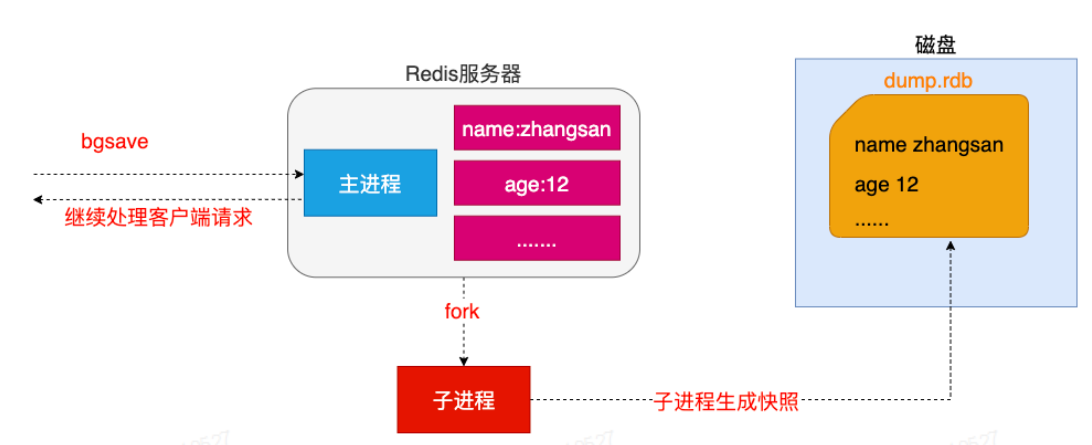 磁盘
Redis服务器
dump.rdb
bgsave
name:zhangsan
name zhangsan
主进程
age:12
age 12
继续处理客户端请求
.......
......
fork
子进程
子进程生成快照